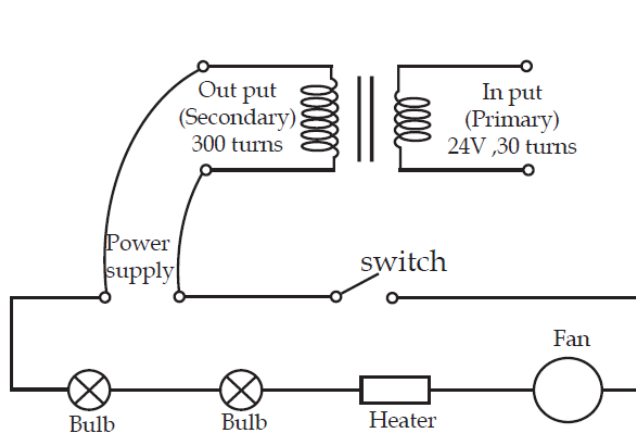 Out put
(Secondary)
300 turns
In put
(Primary)
24V ,30 turns
Power
supply
switch
Fan
Bulb
Bulb
Heater